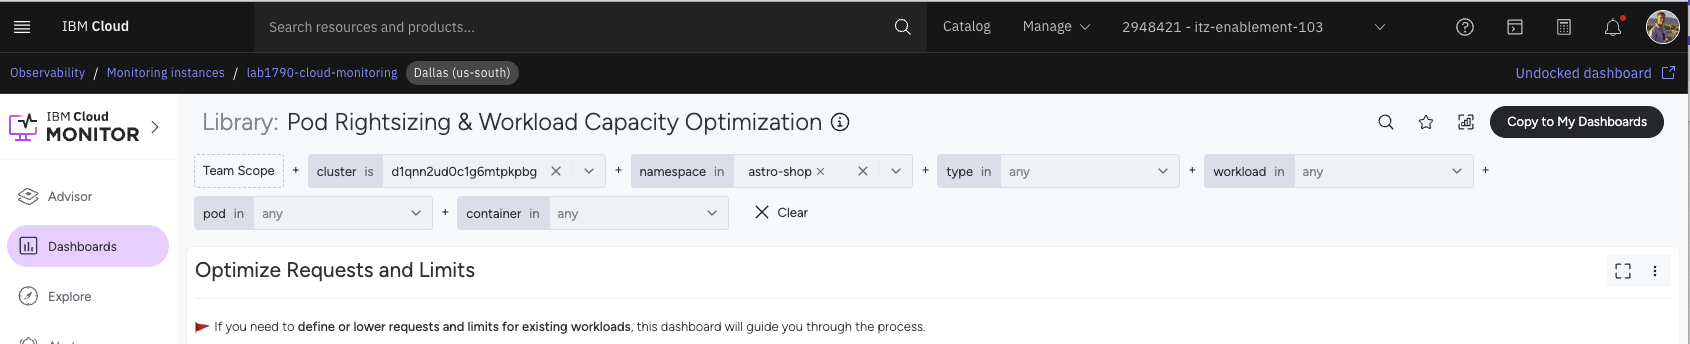 IBM Cloud
Search resources and products...
Catalog
Manage
2948421 - itz-enablement-103
Observability / Monitoring instances / lab1790-cloud-monitoring Dallas (us-south)
Undocked dashboard
IBM Cloud
MONITOR
Library: Pod Rightsizing & Workload Capacity Optimization
Copy to My Dashboards
Team Scope + cluster is d1qnn2ud0c1g6mtpkpbg + namespace in astro-shop + type in any + workload in any +
pod in any + container in any Clear
Advisor
Dashboards
Explore
Optimize Requests and Limits
If you need to define or lower requests and limits for existing workloads, this dashboard will guide you through the process.